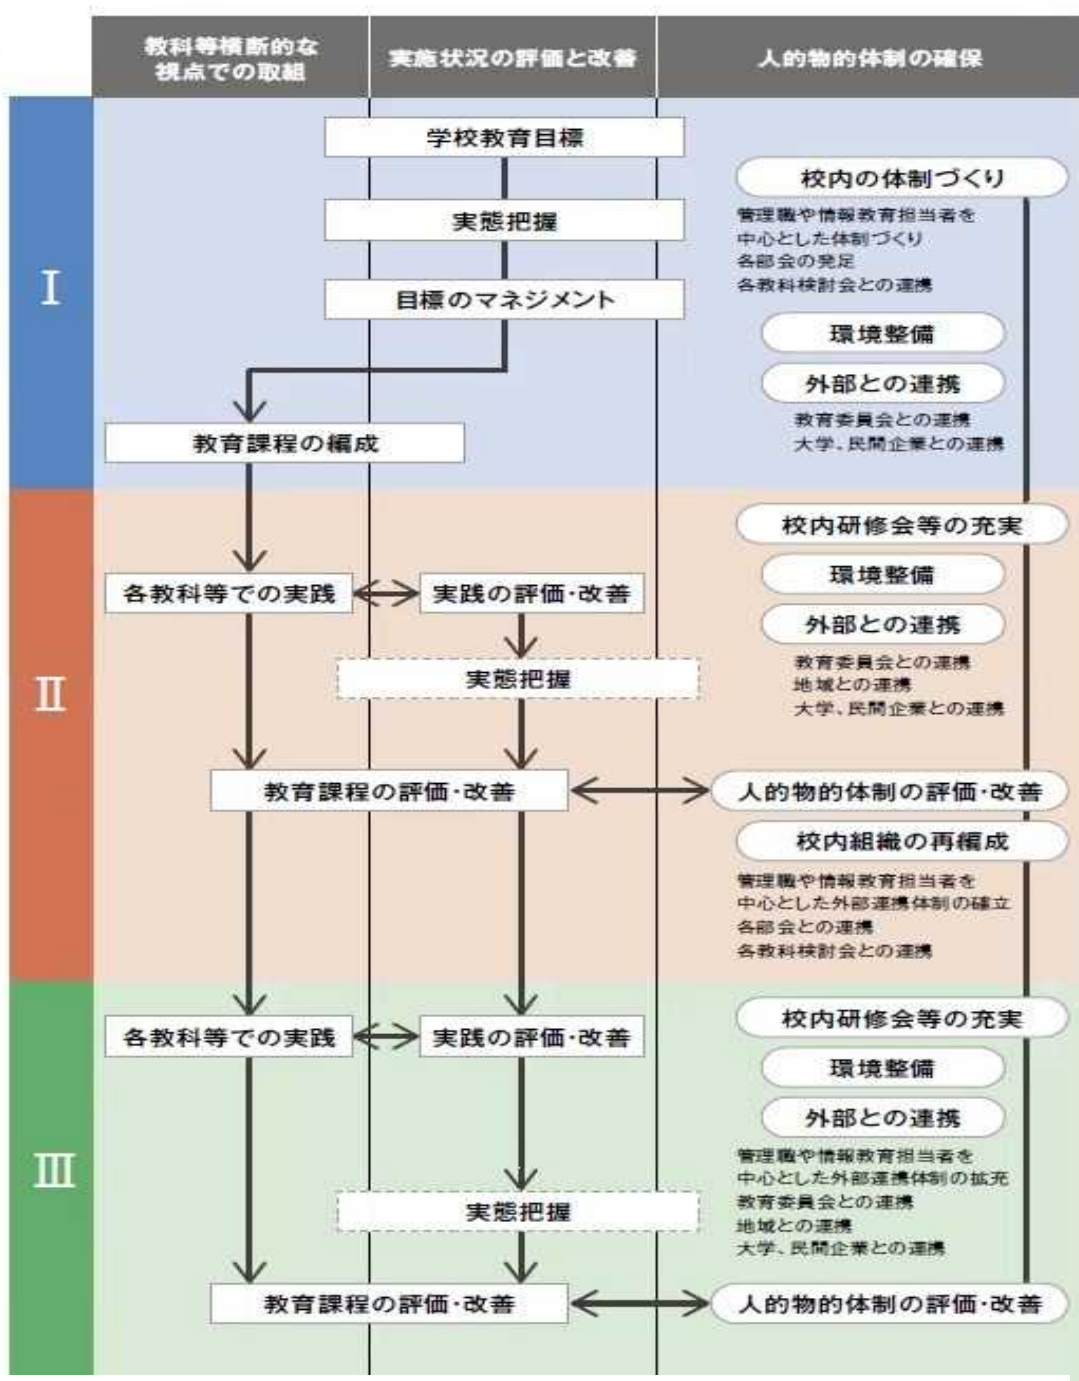 教科等横断的な
視点での取組
実施状況の評価と改善
人的物的体制の確保
Ⅰ
学校教育目標
実態把握
目標のマネジメント
教育課程の編成
校内の体制づくり
管理職や情報教育担当者を
中心とした体制づくり
各部会の発足
各教科検討会との連携
環境整備
外部との連携
教育委員会との連携
大学、民間企業との連携
Ⅱ
各教科等での実践
実践の評価・改善
実態把握
教育課程の評価・改善
校内研修会等の充実
環境整備
外部との連携
教育委員会との連携
地域との連携
大学、民間企業との連携
人的物的体制の評価・改善
校内組織の再編成
管理職や情報教育担当者を
中心とした外部連携体制の確立
各部会との連携
各教科検討会との連携
Ⅲ
各教科等での実践
実践の評価・改善
実態把握
教育課程の評価・改善
校内研修会等の充実
環境整備
外部との連携
管理職や情報教育担当者を
中心とした外部連携体制の拡充
教育委員会との連携
地域との連携
大学、民間企業との連携
人的物的体制の評価・改善